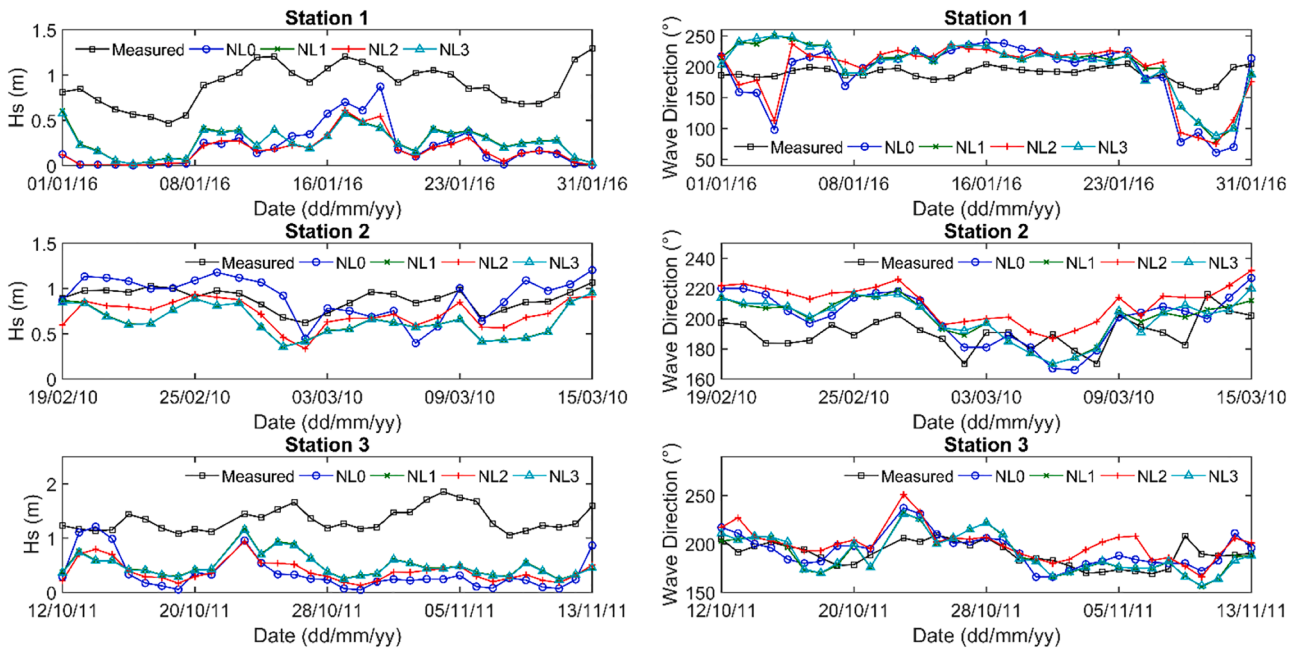 Station 1
Hs (m)
1.5
1
0.5
0
Measured NL0 NL1 NL2 NL3
01/01/16 08/01/16 16/01/16 23/01/16 31/01/16
Date (dd/mm/yy)
Station 1
Wave Direction (°)
250
200
150
100
50
Measured NL0 NL1 NL2 NL3
01/01/16 08/01/16 16/01/16 23/01/16 31/01/16
Date (dd/mm/yy)
Station 2
Hs (m)
1.5
1
0.5
0
Measured NL0 NL1 NL2 NL3
19/02/10 25/02/10 03/03/10 09/03/10 15/03/10
Date (dd/mm/yy)
Station 2
Wave Direction (°)
240
220
200
180
160
Measured NL0 NL1 NL2 NL3
19/02/10 25/02/10 03/03/10 09/03/10 15/03/10
Date (dd/mm/yy)
Station 3
Hs (m)
2
1
0
Measured NL0 NL1 NL2 NL3
12/10/11 20/10/11 28/10/11 05/11/11 13/11/11
Date (dd/mm/yy)
Station 3
Wave Direction (°)
250
200
150
Measured NL0 NL1 NL2 NL3
12/10/11 20/10/11 28/10/11 05/11/11 13/11/11
Date (dd/mm/yy)